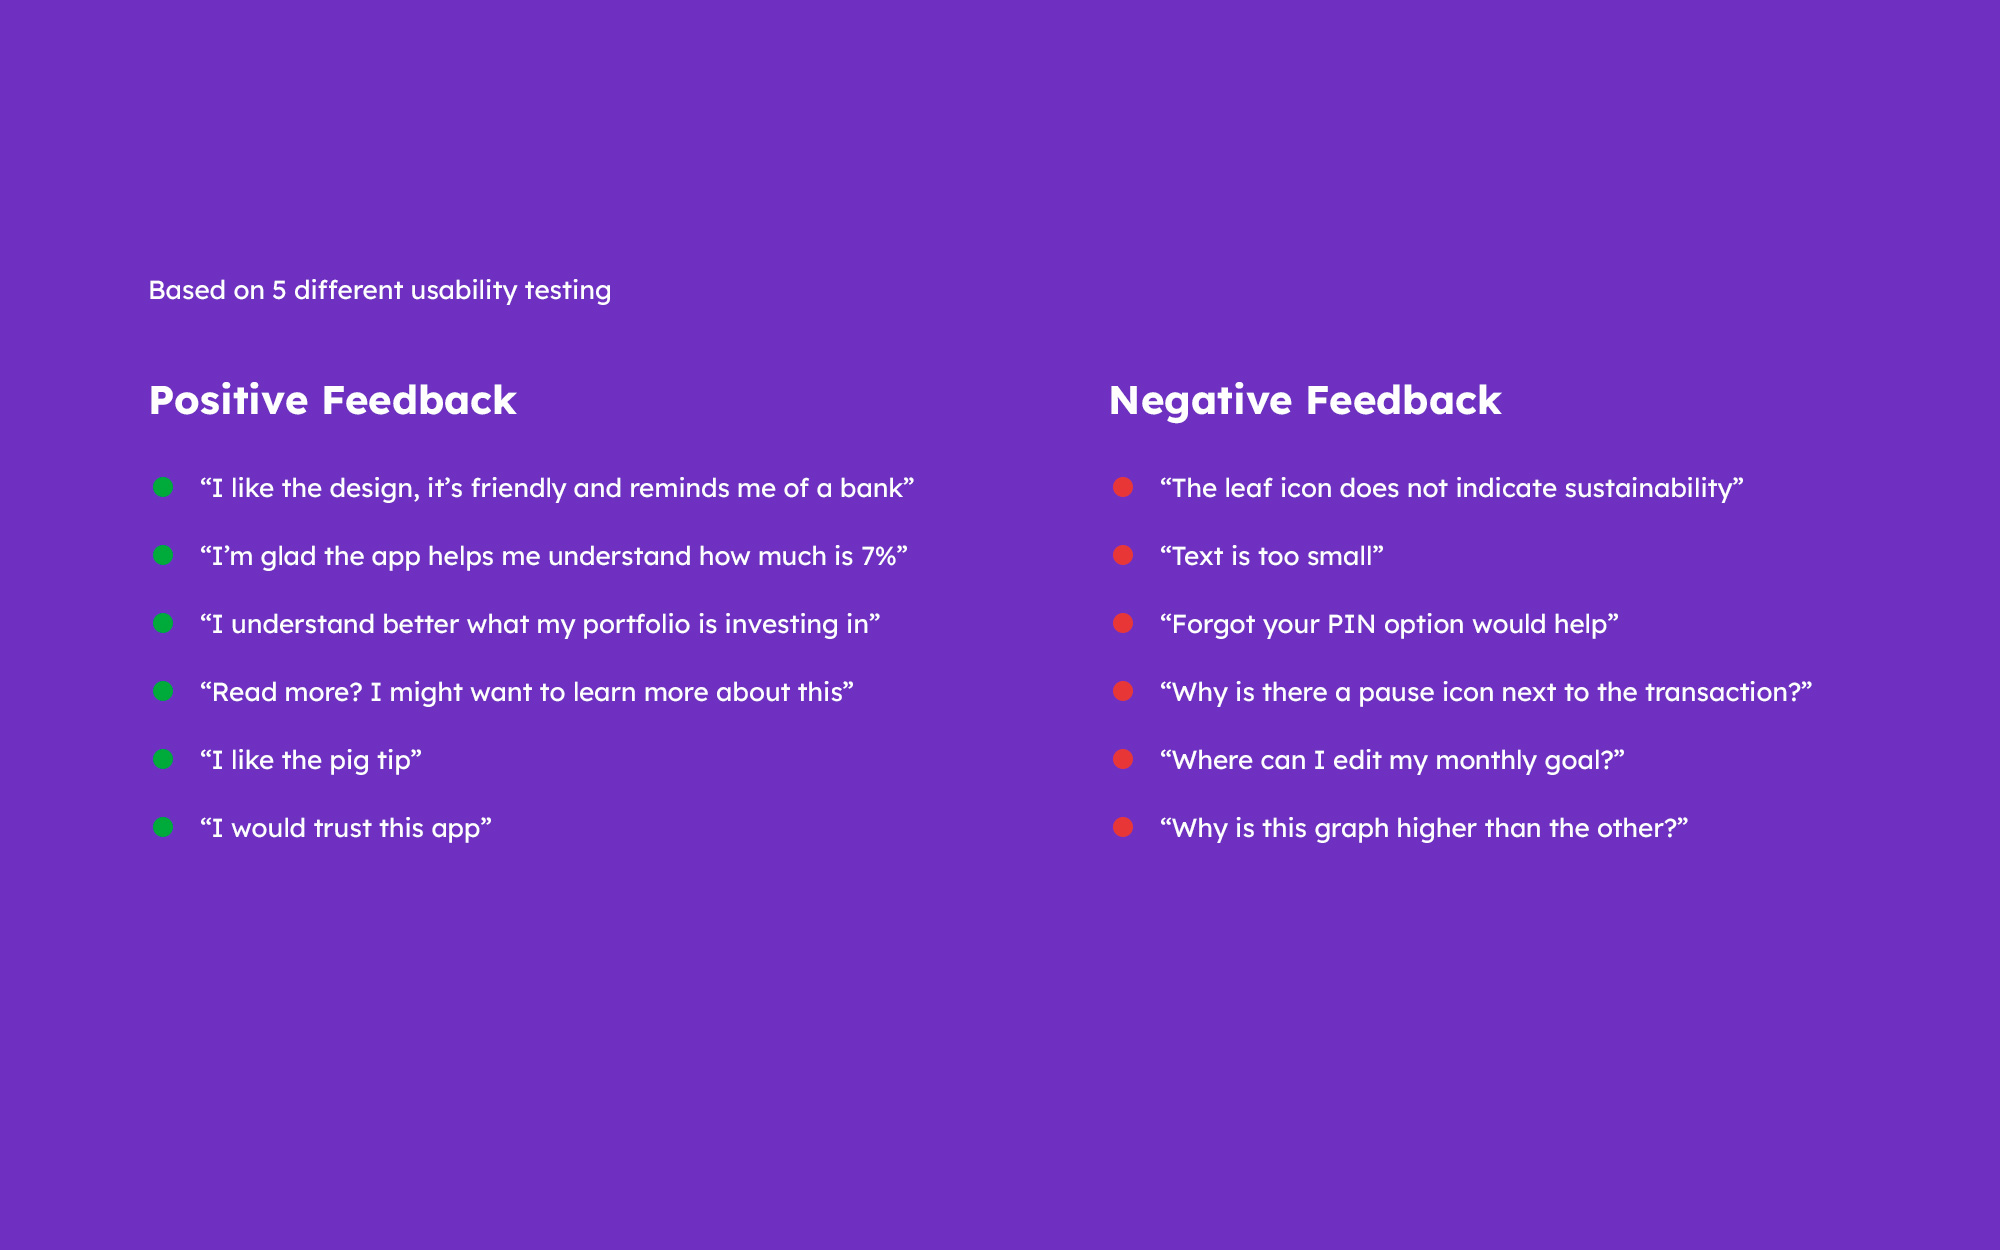 Based on 5 different usability testing
Positive Feedback
“I like the design, it’s friendly and reminds me of a bank”
“I’m glad the app helps me understand how much is 7%”
“I understand better what my portfolio is investing in”
“Read more? I might want to learn more about this”
“I like the pig tip”
“I would trust this app”
Negative Feedback
“The leaf icon does not indicate sustainability”
“Text is too small”
“Forgot your PIN option would help”
“Why is there a pause icon next to the transaction?”
“Where can I edit my monthly goal?”
“Why is this graph higher than the other?”